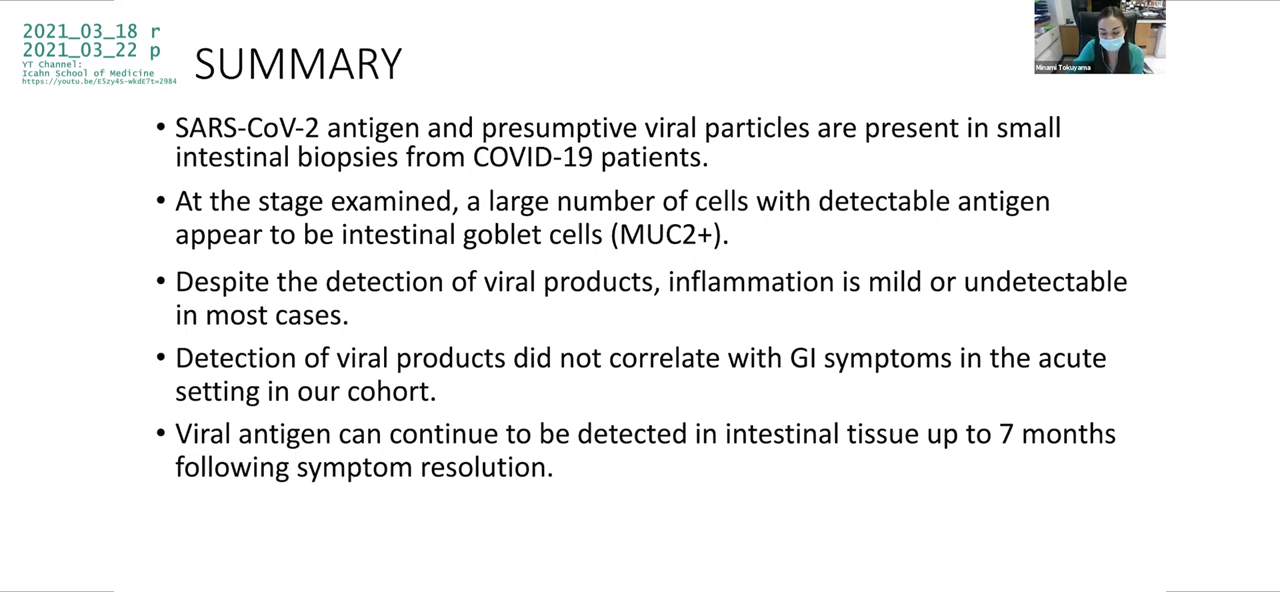 2021_03_18 r
2021_03_22 p
YT Channel:
Icahn School of Medicine
https://youtu.be/E5zy4S-wkdE?t=2984
SUMMARY
Minami Tokuyama
• SARS-CoV-2 antigen and presumptive viral particles are present in small
intestinal biopsies from COVID-19 patients.
• At the stage examined, a large number of cells with detectable antigen
appear to be intestinal goblet cells (MUC2+).
• Despite the detection of viral products, inflammation is mild or undetectable
in most cases.
• Detection of viral products did not correlate with GI symptoms in the acute
setting in our cohort.
• Viral antigen can continue to be detected in intestinal tissue up to 7 months
following symptom resolution.